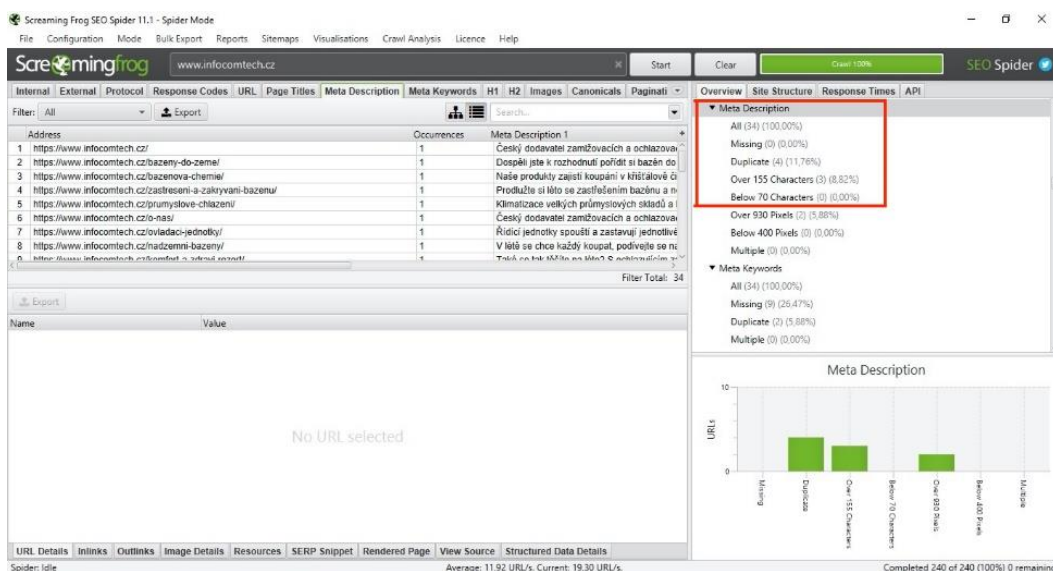 Screaming Frog SEO Spider 11.1 - Spider Mode
File Configuration Mode Bulk Export Reports Sitemaps Visualisations Crawl Analysis Licence Help
Screamingfrog www.infocomtech.cz Start Clear Crawl 100% SEO Spider
Internal External Protocol Response Codes URL Page Titles Meta Description Meta Keywords H1 H2 Images Canonicals Paginati
Overview Site Structure Response Times API
Filter: All Export Search...
Address Occurrences Meta Description 1
1 https://www.infocomtech.cz/ 1 Český dodavatel zamžovacích a ochlazova
2 https://www.infocomtech.cz/bazeny-do-zeme/ 1 Dospěli jste k rozhodnutí pořídit si bazén do
3 https://www.infocomtech.cz/bazenova-chemie/ 1 Naše produkty zajistí koupání v křišťálově či
4 https://www.infocomtech.cz/zastreseni-a-zakryvani-bazenu/ 1 Prodlužte si léto se zastřešením bazénu a n
5 https://www.infocomtech.cz/prumyslove-chlazeni/ 1 Klimatizace velkých průmyslových skladů a
6 https://www.infocomtech.cz/o-nas/ 1 Český dodavatel zamžovacích a ochlazova
7 https://www.infocomtech.cz/ovladaci-jednotky/ 1 Řídicí jednotky spouští a zastavují jednotlivé
8 https://www.infocomtech.cz/nadzemni-bazeny/ 1 V létě se chce každý koupat, podívejte se na
Filter Total: 34
Export
Name Value
No URL selected
URL Details Inlinks Outlinks Image Details Resources SERP Snippet Rendered Page View Source Structured Data Details
Meta Description
All (34) (100,00%)
Missing (0) (0,00%)
Duplicate (4) (11,76%)
Over 155 Characters (3) (8,82%)
Below 70 Characters (0) (0,00%)
Over 930 Pixels (2) (5,88%)
Below 400 Pixels (0) (0,00%)
Multiple (0) (0,00%)
Meta Keywords
All (34) (100,00%)
Missing (9) (26,47%)
Duplicate (2) (5,88%)
Multiple (0) (0,00%)
Meta Description
10
URLs
0
Missing
Duplicate
Over 155 Characters
Below 70 Characters
Over 930 Pixels
Below 400 Pixels
Multiple
Spider: Idle Average: 11.92 URL/s. Current: 19.30 URL/s. Completed 240 of 240 (100%) 0 remaining